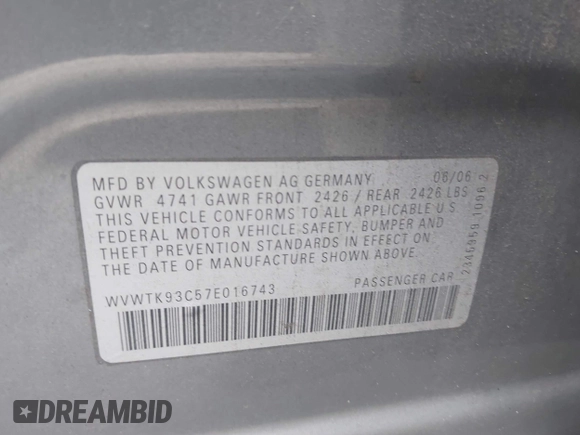 MFD BY VOLKSWAGEN AG GERMANY 08/06
GVWR 4741 GAWR FRONT 2426 / REAR 2426 LBS
THIS VEHICLE CONFORMS TO ALL APPLICABLE U S
FEDERAL MOTOR VEHICLE SAFETY, BUMPER AND
THEFT PREVENTION STANDARDS IN EFFECT ON
THE DATE OF MANUFACTURE SHOWN ABOVE.
WVWTK93C57E016743 PASSENGER CAR
DREAMBID